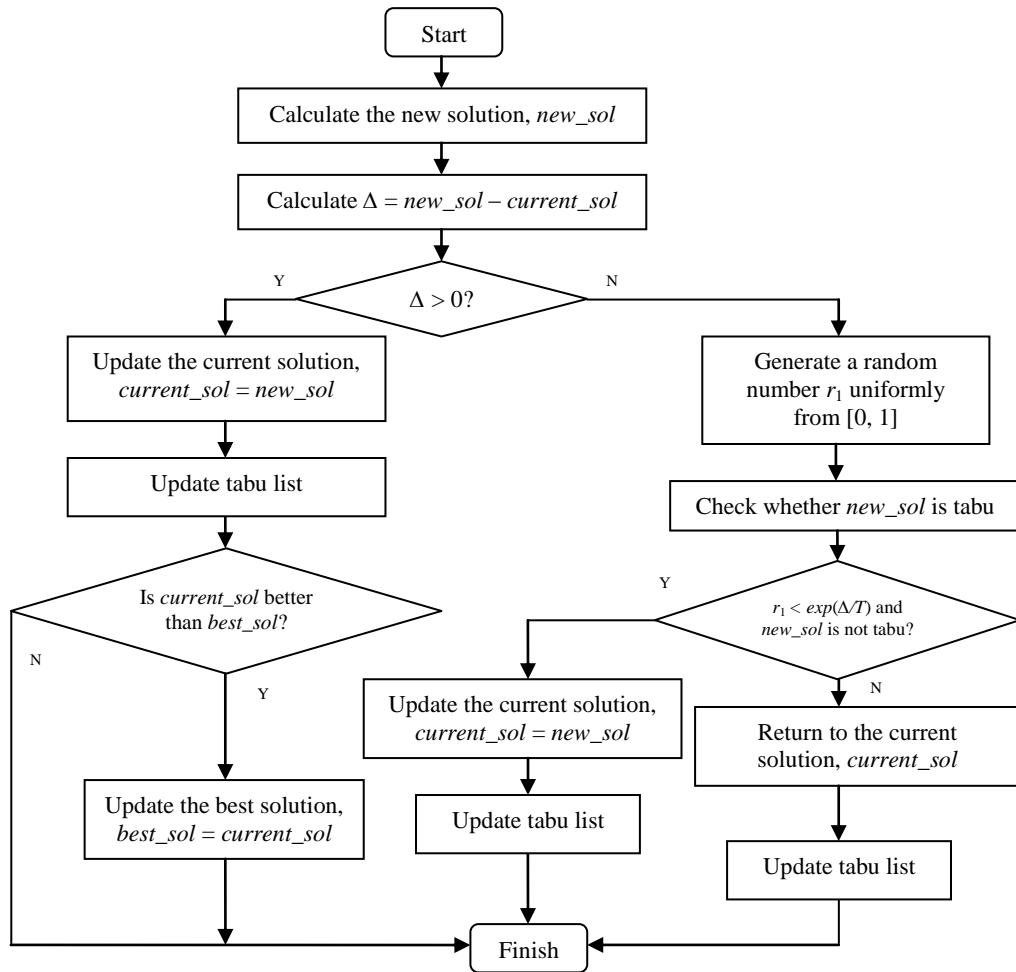 Start
Calculate the new solution, new_sol
Calculate Δ = new_sol – current_sol
Y
N
Δ > 0?
Update the current solution,
current_sol = new_sol
Update tabu list
Is current_sol better
than best_sol?
N
Y
Update the best solution,
best_sol = current_sol
Generate a random
number r1 uniformly
from [0, 1]
Check whether new_sol is tabu
Y
r1 < exp(Δ/T) and
new_sol is not tabu?
N
Update the current solution,
current_sol = new_sol
Update tabu list
Return to the current
solution, current_sol
Update tabu list
Finish